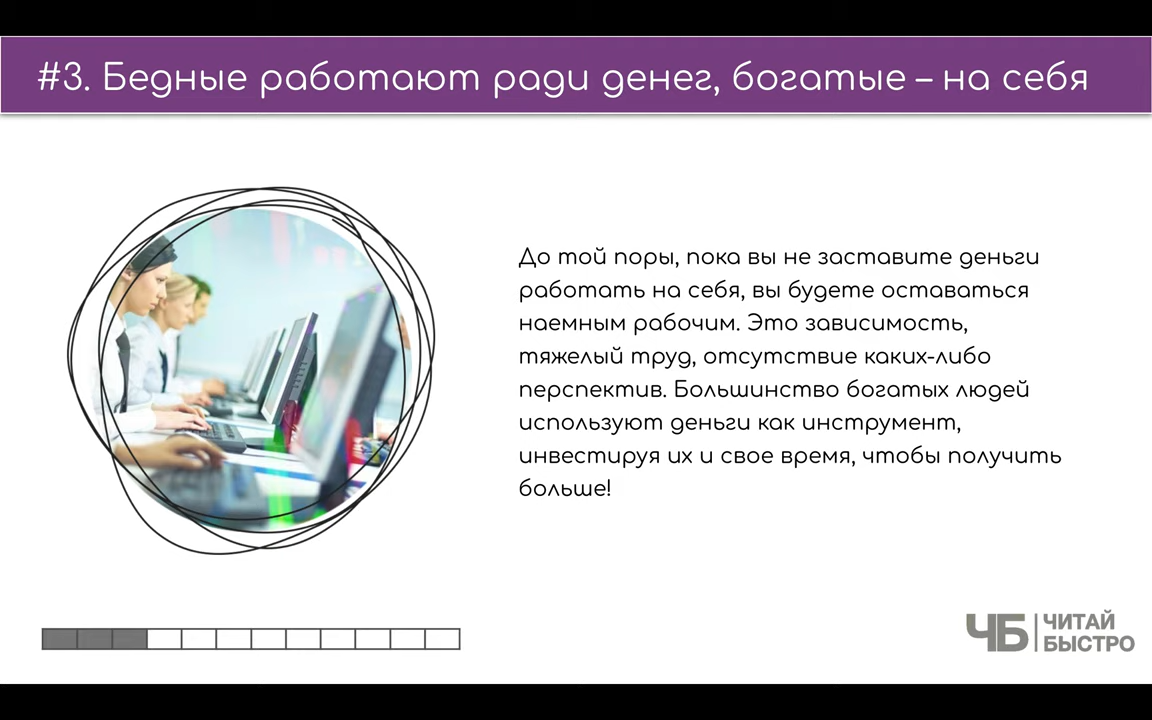 #3. Бедные работают ради денег, богатые – на себя
До той поры, пока вы не заставите деньги
работать на себя, вы будете оставаться
наемным рабочим. Это зависимость,
тяжелый труд, отсутствие каких-либо
перспектив. Большинство богатых людей
используют деньги как инструмент,
инвестируя их и свое время, чтобы получить
больше!
ЧБ
ЧИТАЙ
БЫСТРО